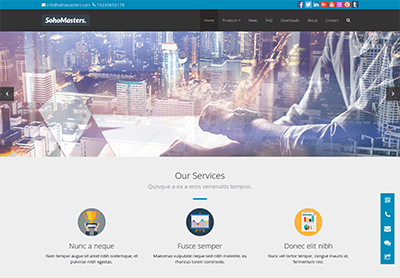 info@sohomasters.com 13233652178
SohoMasters.
Home Products News FAQ Downloads About Contact
Our Services
Quisque a ex a eros venenatis tempus.
Nunc a neque
Fusce semper
Donec elit nibh
Nam tempor augue sit amet nibh scelerisque, et
pulvinar nibh egestas.
Maecenas vulputate neque sed nibh molestie, eu
rhoncus lorem commodo.
Nunc vel tortor tempor, congue mauris at,
fermentum nisi.